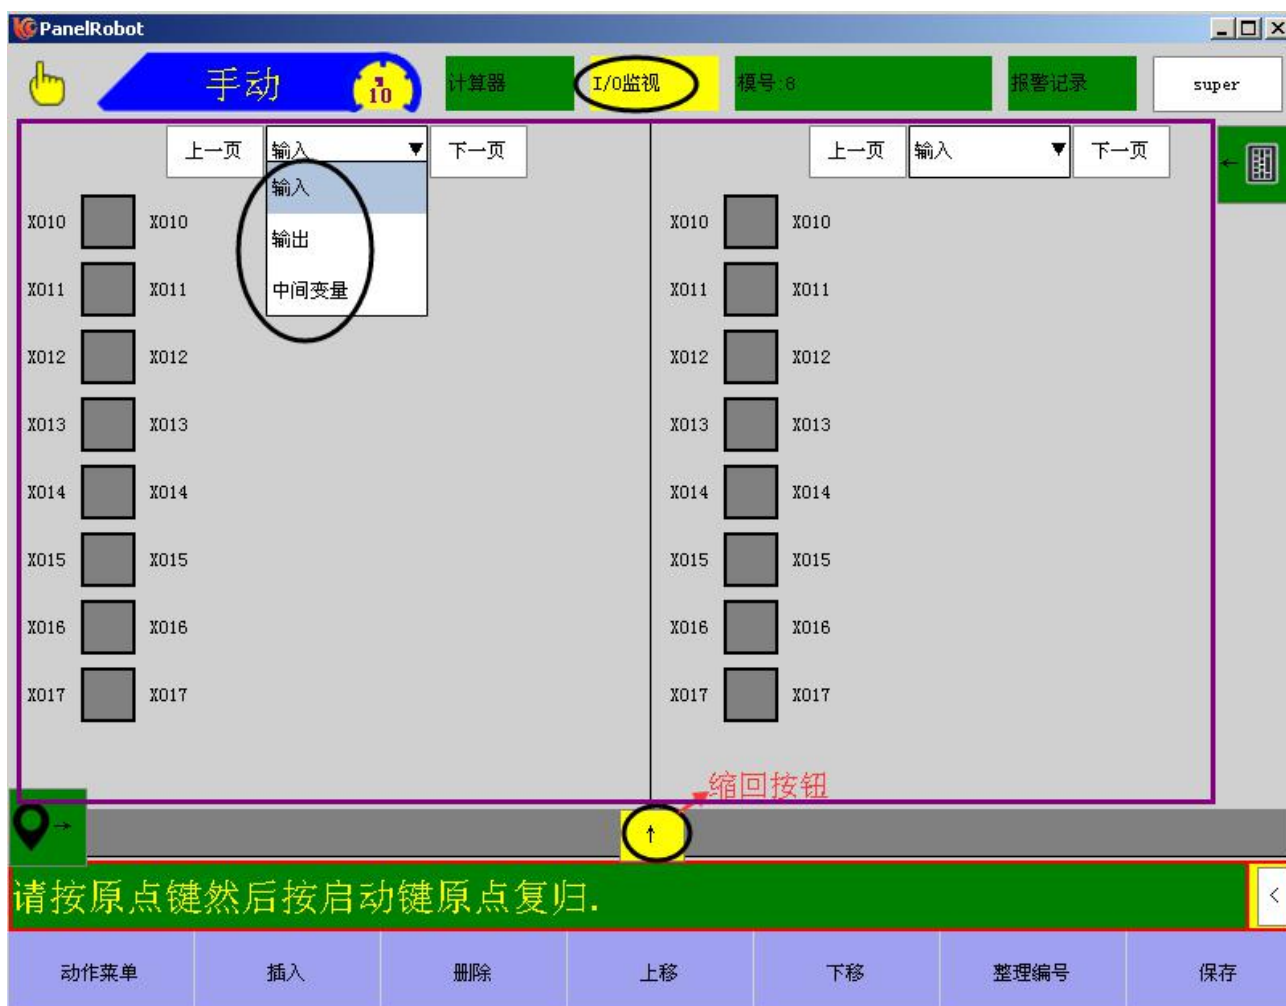 PanelRobot
手动
10
计算器
I/O监视
模号:8
报警记录
super
上一页
输入
下一页
上一页
输入
下一页
输入
输出
中间变量
X010 X010
X010 X010
X011 X011
X011 X011
X012 X012
X012 X012
X013 X013
X013 X013
X014 X014
X014 X014
X015 X015
X015 X015
X016 X016
X016 X016
X017 X017
X017 X017
缩回按钮
请按原点键然后按启动键原点复归.
动作菜单
插入
删除
上移
下移
整理编号
保存